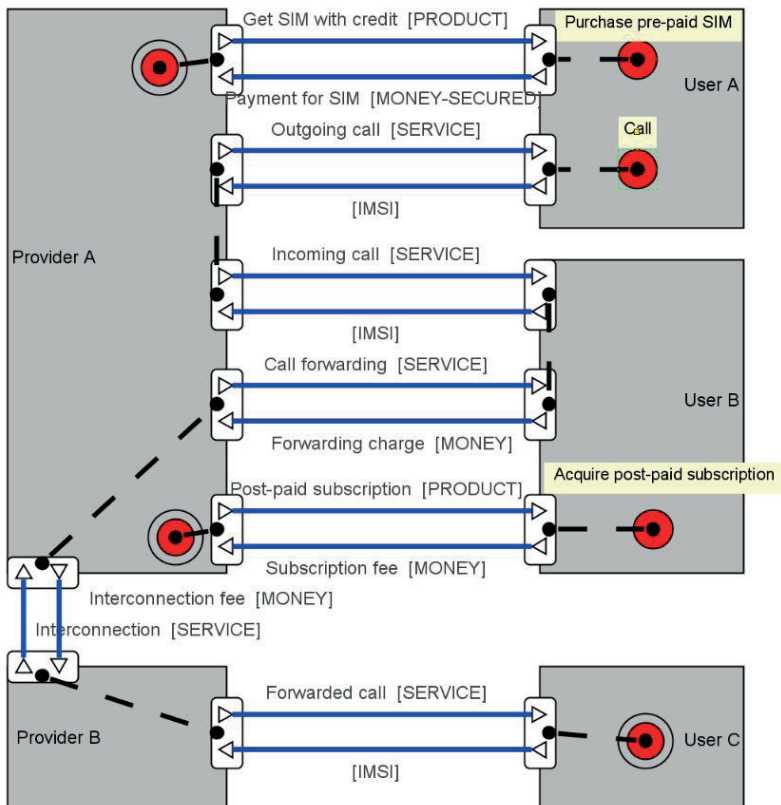 Get SIM with credit [PRODUCT]
Purchase pre-paid SIM
User A
Payment for SIM [MONEY-SECURED]
Outgoing call [SERVICE]
Call
[IMSI]
Provider A
Incoming call [SERVICE]
[IMSI]
Call forwarding [SERVICE]
User B
Forwarding charge [MONEY]
Acquire post-paid subscription
Post-paid subscription [PRODUCT]
Subscription fee [MONEY]
Interconnection fee [MONEY]
Interconnection [SERVICE]
Forwarded call [SERVICE]
Provider B
User C
[IMSI]